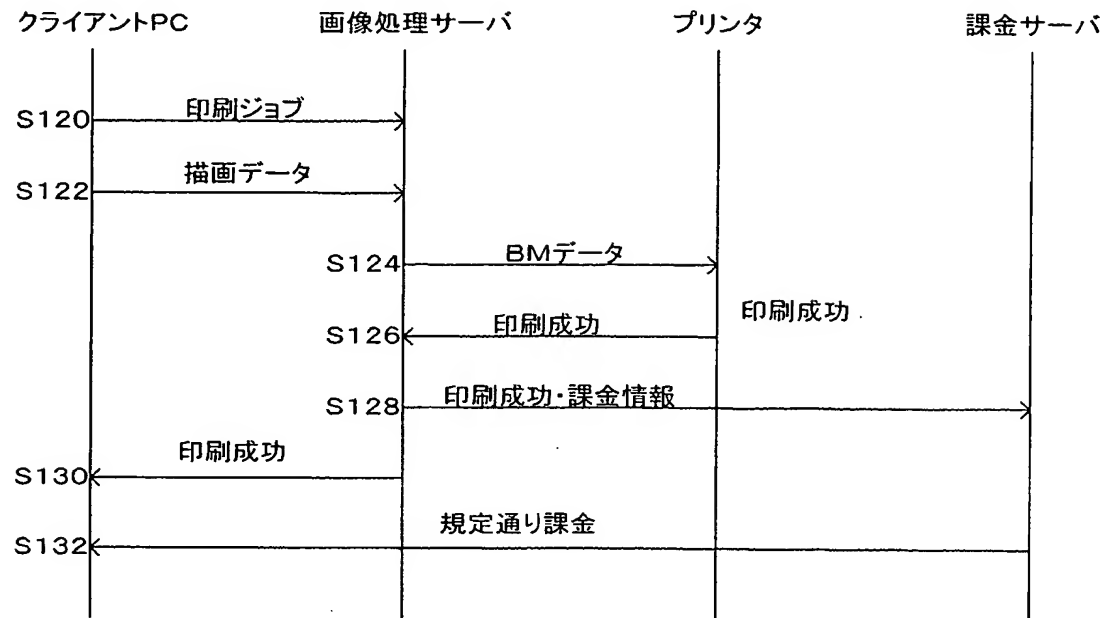 クライアントPC 画像処理サーバ プリンタ 課金サーバ
S120 印刷ジョブ
S122 描画データ
S124 BMデータ
印刷成功
S126 印刷成功
S128 印刷成功・課金情報
S130 印刷成功
S132 規定通り課金